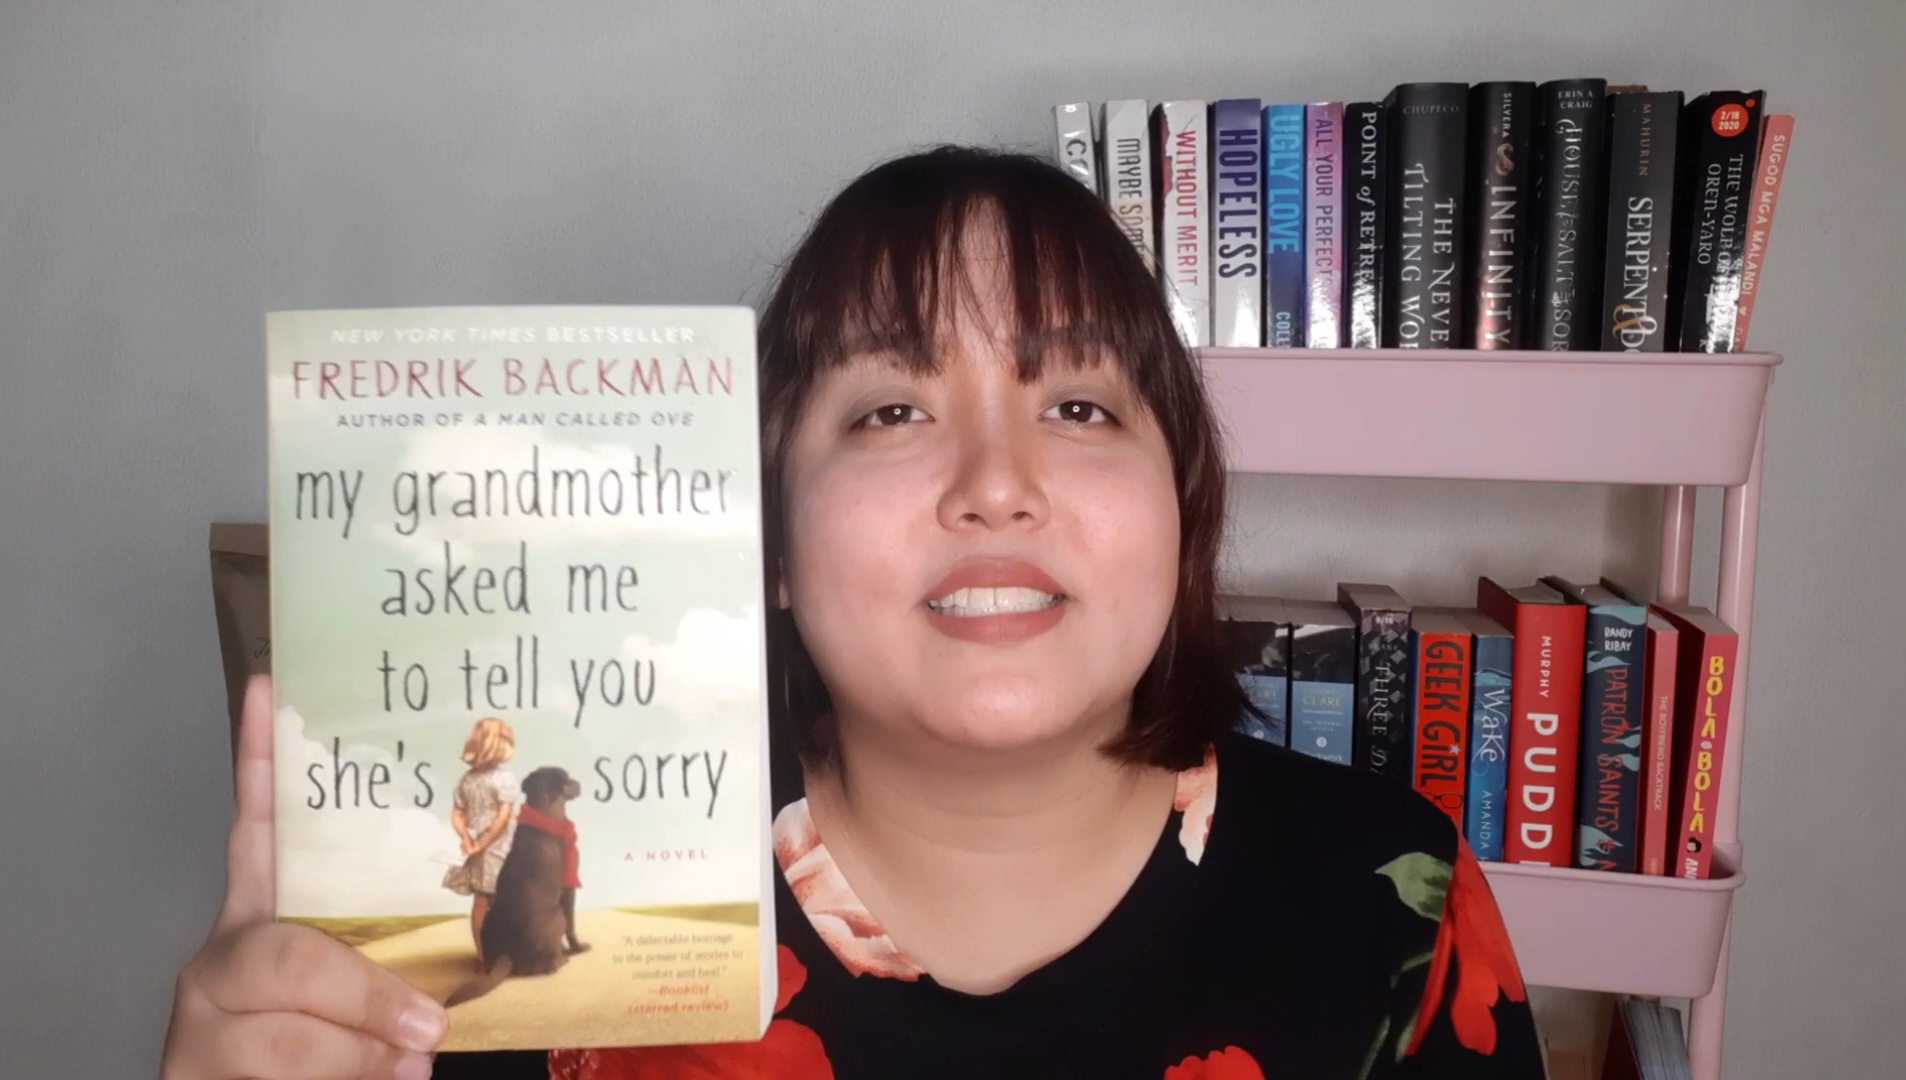 NEW YORK TIMES BESTSELLER
FREDRIK BACKMAN
AUTHOR OF A MAN CALLED OVE
my grandmother
asked me
to tell you
she's sorry
A NOVEL
"A delectable homage
to the power of stories to
comfort and heal."
—Booklist
(starred review)
MAYBE
WITHOUT MERIT
HOPELESS
UGLY LOVE
COLL
ALL YOUR PERFECTS
POINT of RETREAT
CHUPECO
THE NEVE
TILTING WO
SILVERA
INFINITY
ERIN A.
CRAIG
HOUSE of SALT
MAHURIN
SERPENT &
2/18
2020
THE WOLF
OREN-YARO
SUGOD MGA MALANDI
CLARE
THREE
GEEK GIRL
Wake
AMANDA
MURPHY
PUDD
RANDY
RIBAY
PATRON SAINTS
THE BOYFRIEND BACKTRACK
BOLA-BOLA